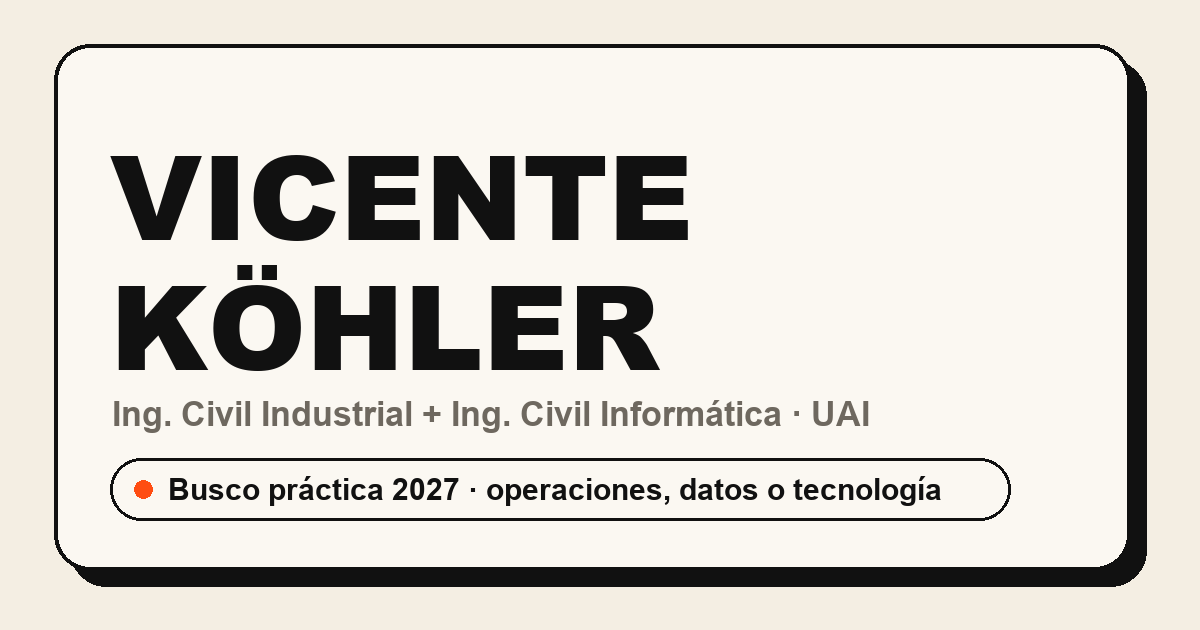 VICENTE
KÖHLER
Ing. Civil Industrial + Ing. Civil Informática · UAI
Busco práctica 2027 · operaciones, datos o tecnología